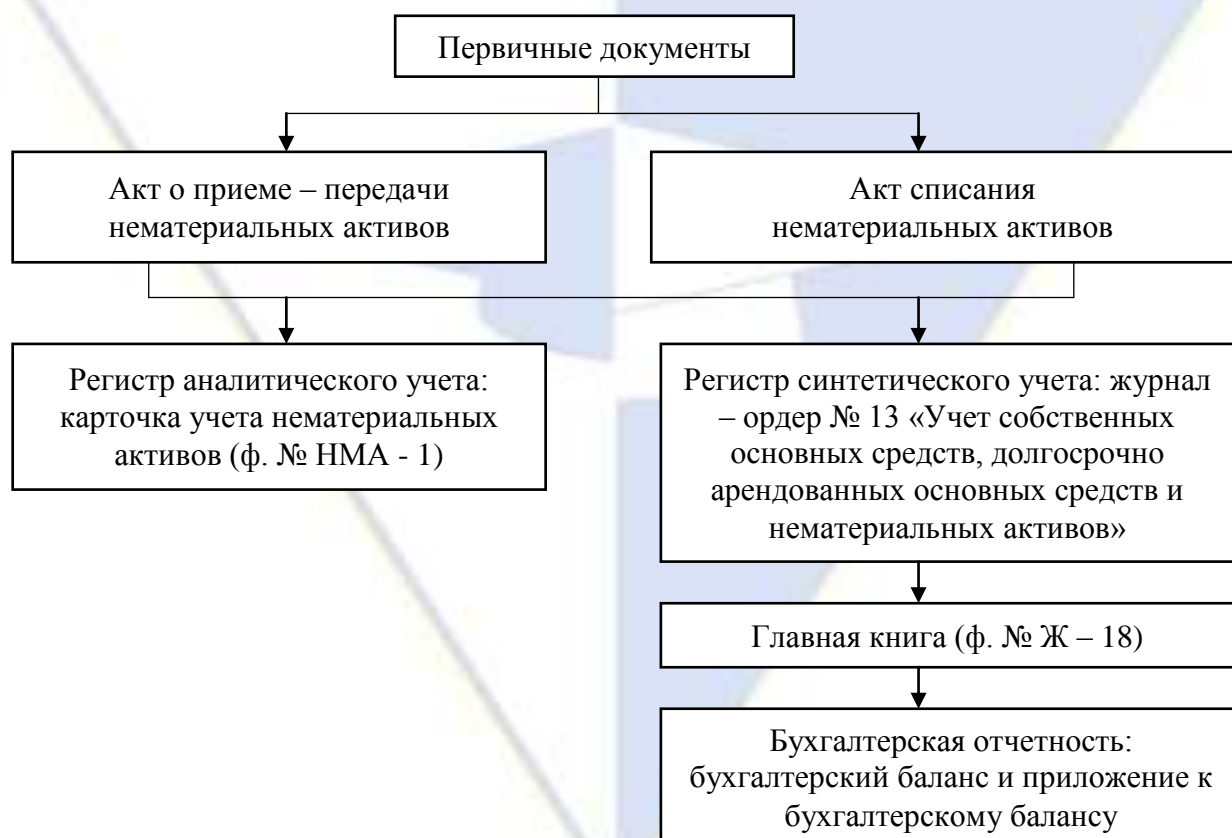 Первичные документы
Акт о приеме – передачи
нематериальных активов
Акт списания
нематериальных активов
Регистр аналитического учета:
карточка учета нематериальных
активов (ф. № НМА - 1)
Регистр синтетического учета: журнал
– ордер № 13 «Учет собственных
основных средств, долгосрочно
арендованных основных средств и
нематериальных активов»
Главная книга (ф. № Ж – 18)
Бухгалтерская отчетность:
бухгалтерский баланс и приложение к
бухгалтерскому балансу